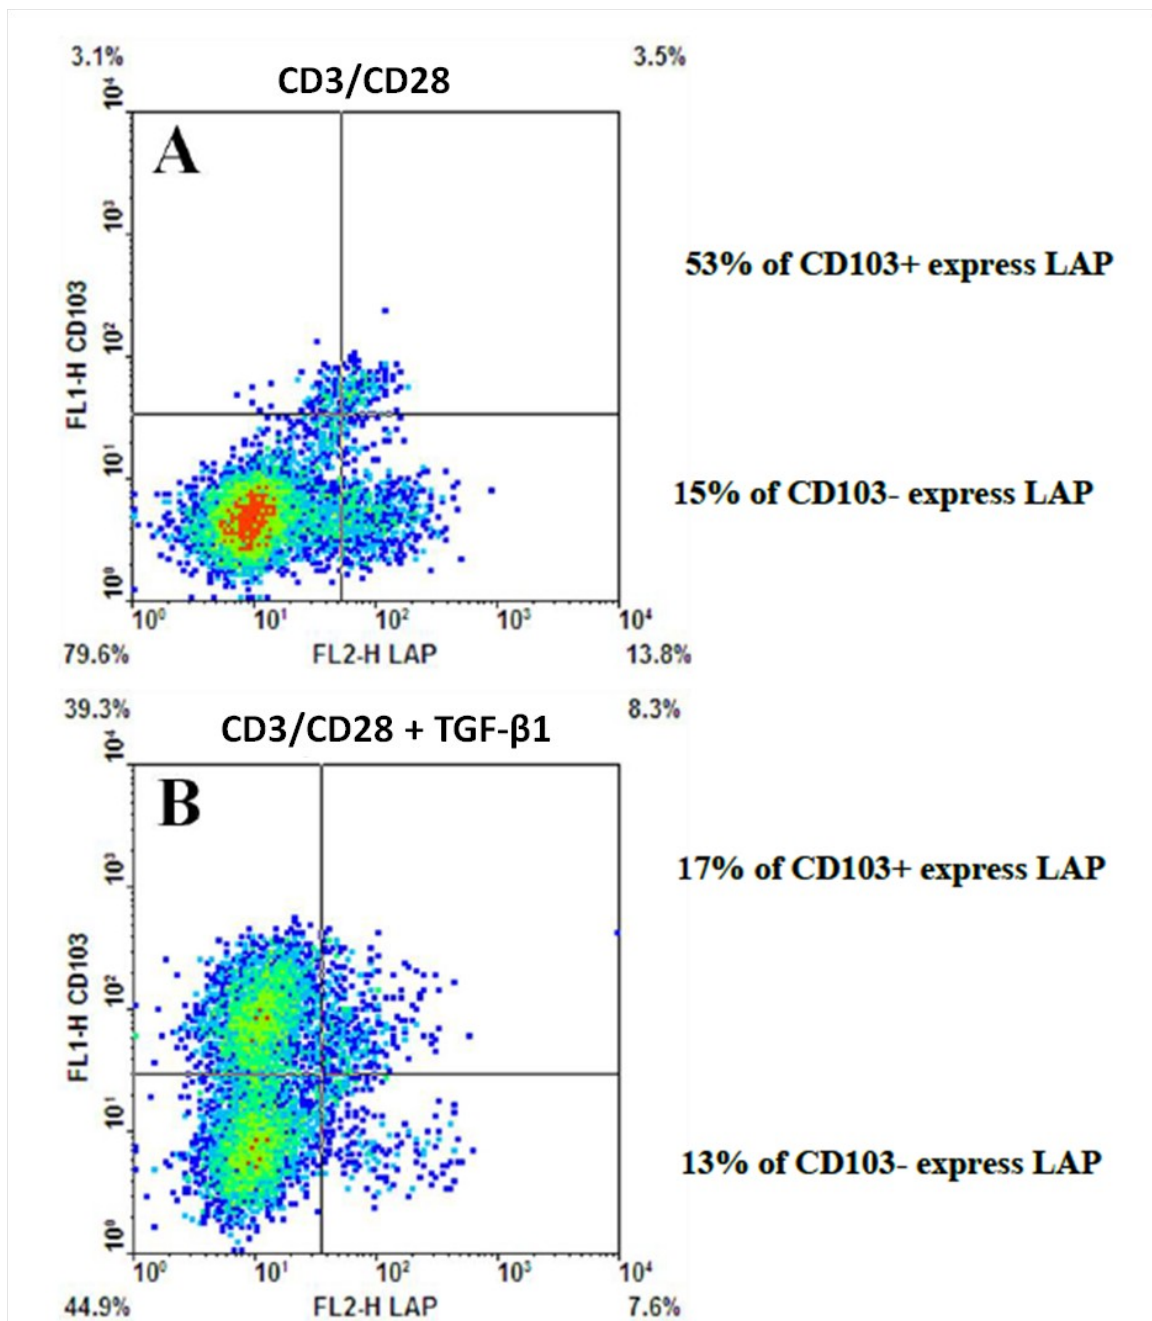 3.1%
3.5%
CD3/CD28
A
10⁴
10³
10²
10¹
10⁰
FL1-H CD103
53% of CD103+ express LAP
15% of CD103- express LAP
10⁰ 10¹ 10² 10³ 10⁴
79.6%
FL2-H LAP
13.8%
39.3%
8.3%
CD3/CD28 + TGF-β1
B
10⁴
10³
10²
10¹
10⁰
FL1-H CD103
17% of CD103+ express LAP
13% of CD103- express LAP
10⁰ 10¹ 10² 10³ 10⁴
44.9%
FL2-H LAP
7.6%